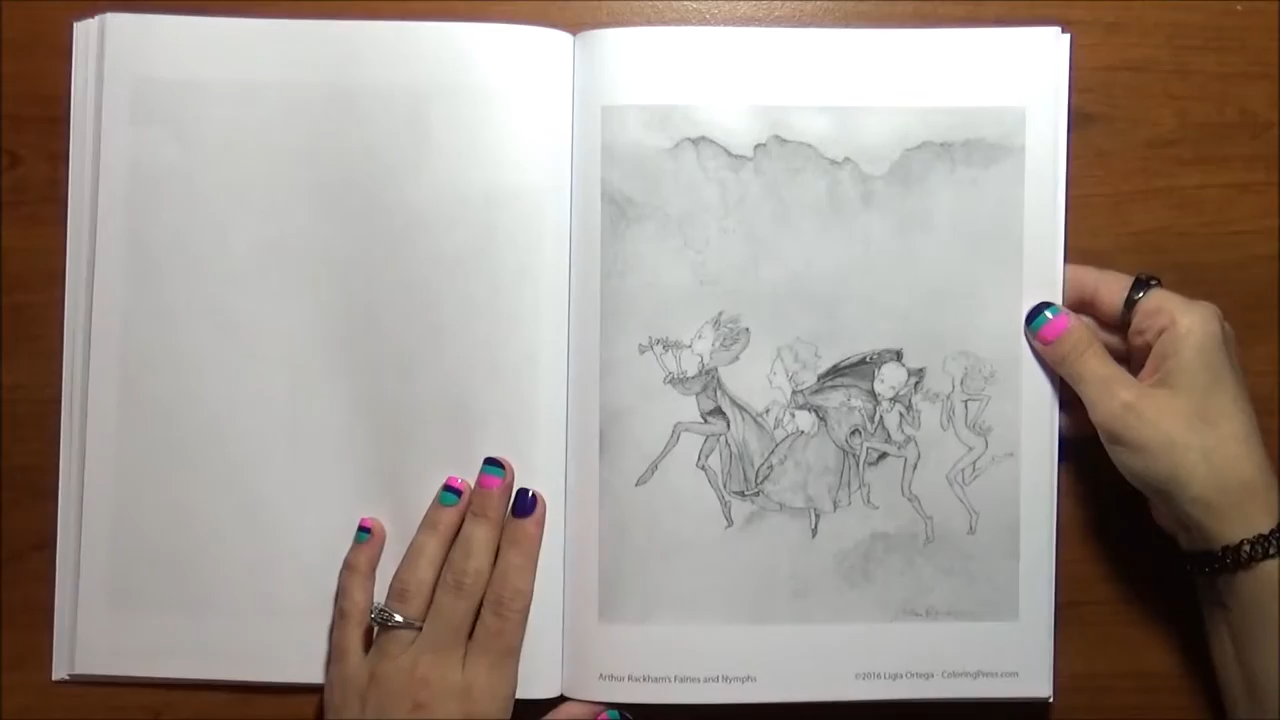 Arthur Rackham's Fairies and Nymphs
©2016 Ligia Ortega - ColoringPress.com